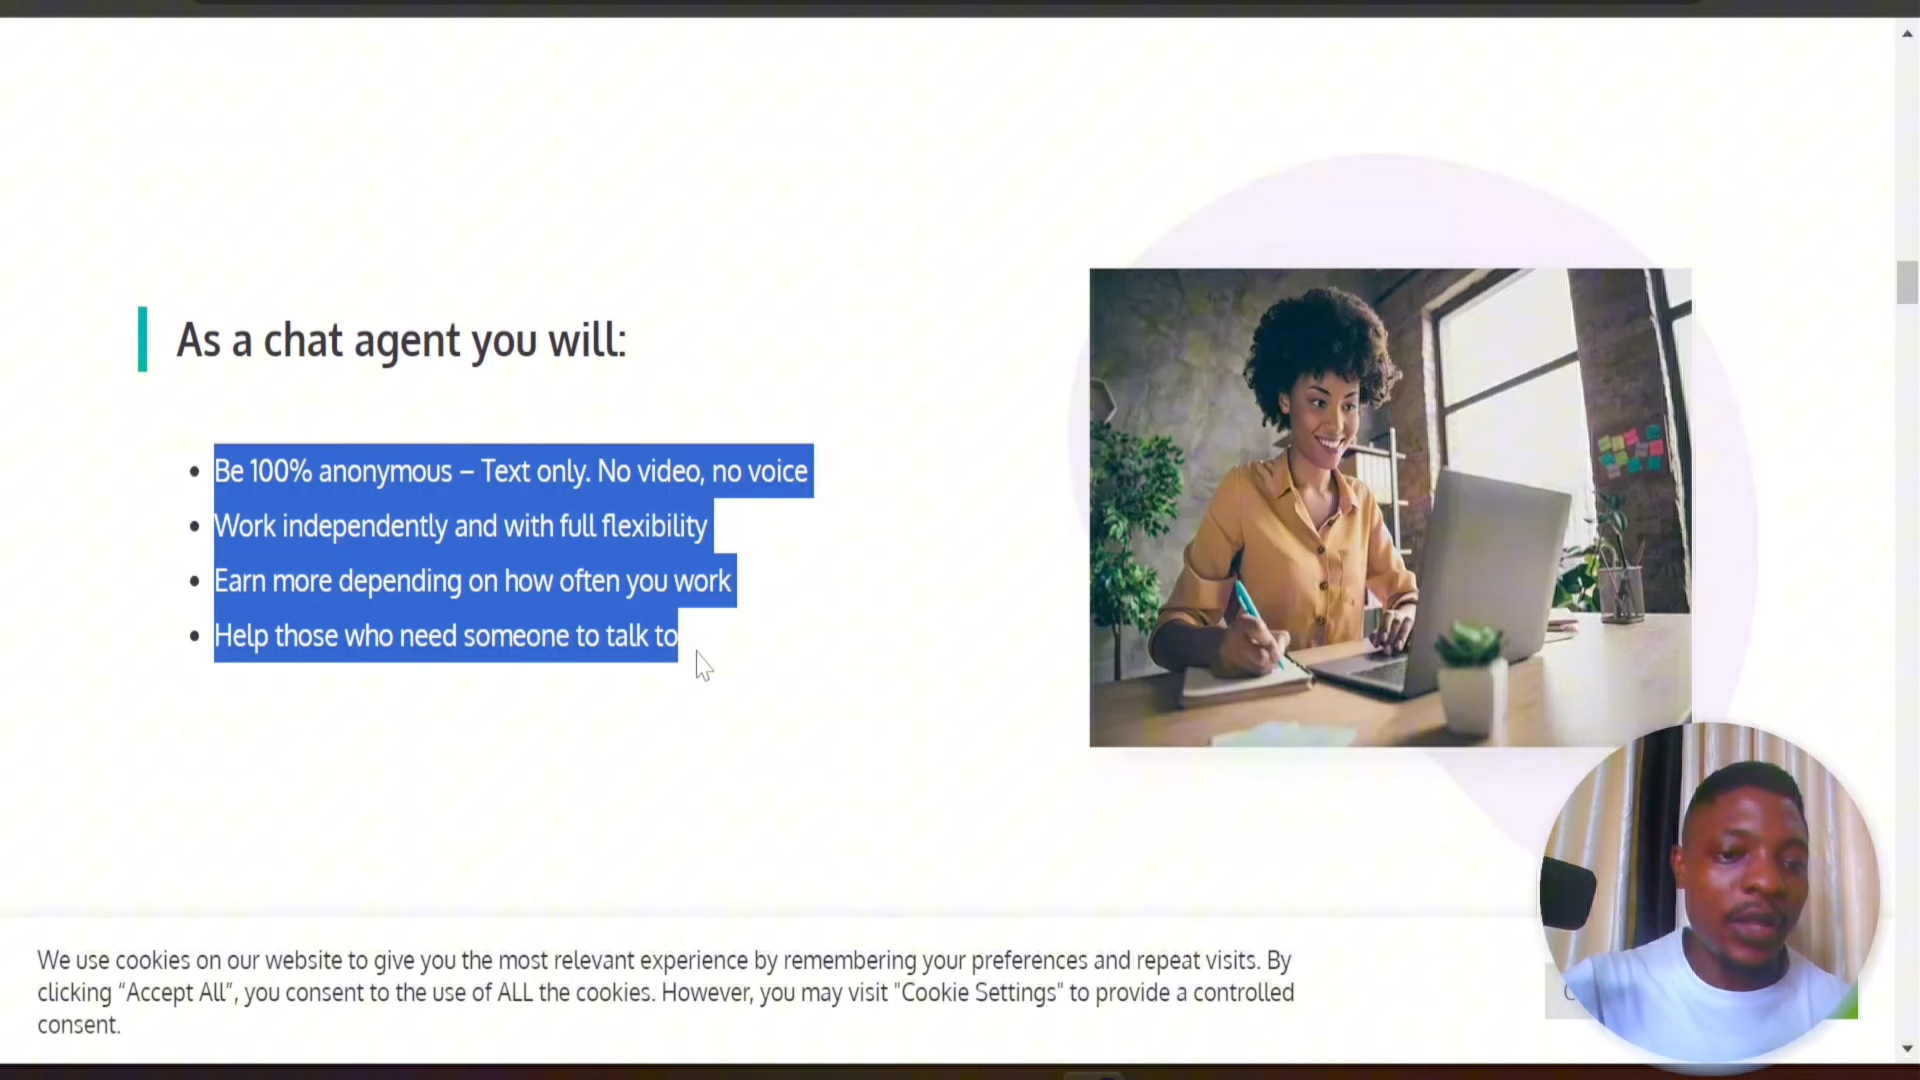 As a chat agent you will:
Be 100% anonymous – Text only. No video, no voice
Work independently and with full flexibility
Earn more depending on how often you work
Help those who need someone to talk to
We use cookies on our website to give you the most relevant experience by remembering your preferences and repeat visits. By
clicking “Accept All”, you consent to the use of ALL the cookies. However, you may visit "Cookie Settings" to provide a controlled
consent.